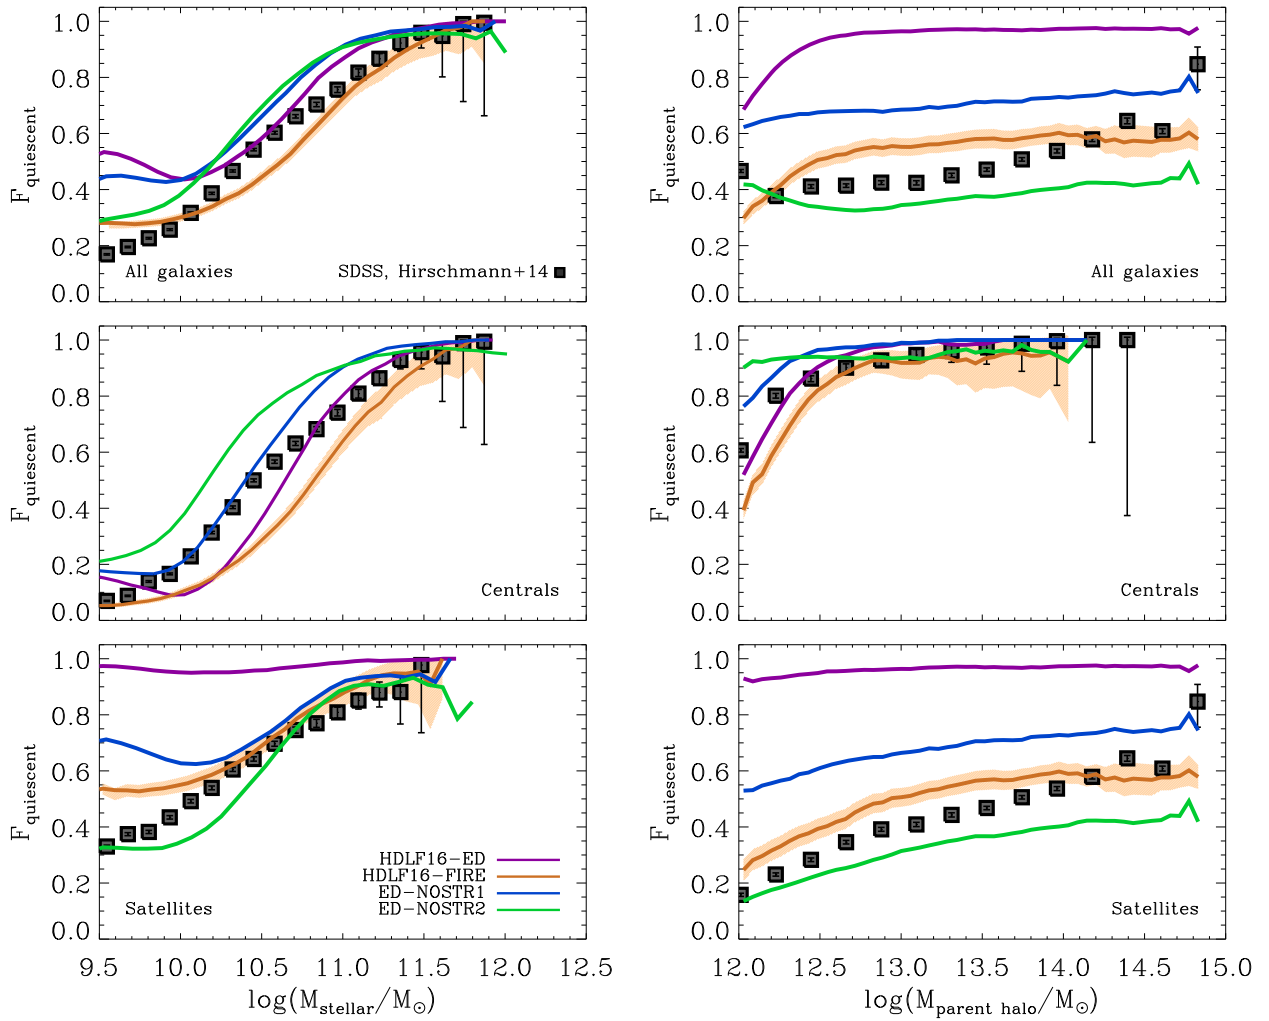 1.0
0.8
0.6
0.4
0.2
0.0
F_quiescent
All galaxies
SDSS, Hirschmann+14
1.0
0.8
0.6
0.4
0.2
0.0
F_quiescent
All galaxies
1.0
0.8
0.6
0.4
0.2
0.0
F_quiescent
Centrals
1.0
0.8
0.6
0.4
0.2
0.0
F_quiescent
Centrals
1.0
0.8
0.6
0.4
0.2
0.0
F_quiescent
HDLF16-ED
HDLF16-FIRE
ED-NOSTR1
ED-NOSTR2
Satellites
9.5 10.0 10.5 11.0 11.5 12.0 12.5
log(M_stellar/M_⊙)
1.0
0.8
0.6
0.4
0.2
0.0
F_quiescent
Satellites
12.0 12.5 13.0 13.5 14.0 14.5 15.0
log(M_parent halo/M_⊙)